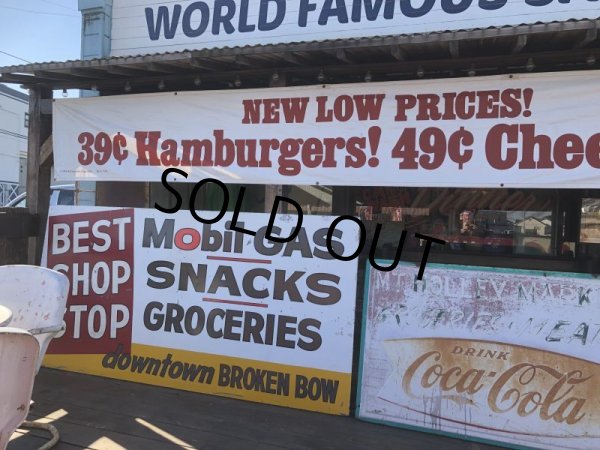 WORLD FAMOUS
NEW LOW PRICES!
39¢ Hamburgers! 49¢ Chee
SOLD OUT
BEST
SHOP
STOP
Mobil GAS
SNACKS
GROCERIES
downtown BROKEN BOW
DRINK
Coca-Cola